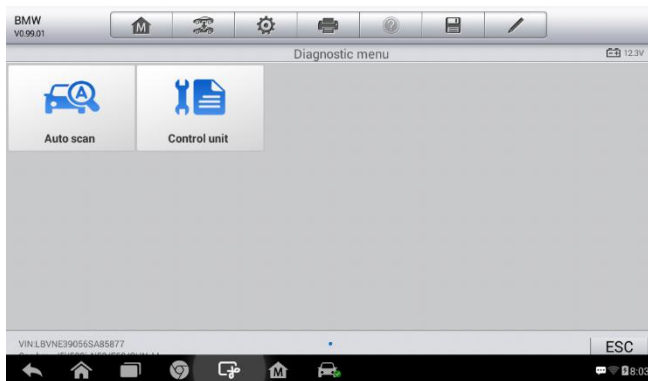 BMW
V0.99.01
M
?
Diagnostic menu
12.3V
A
Auto scan
Control unit
VIN:LBVNE39056SA85877
ESC
M
8:03